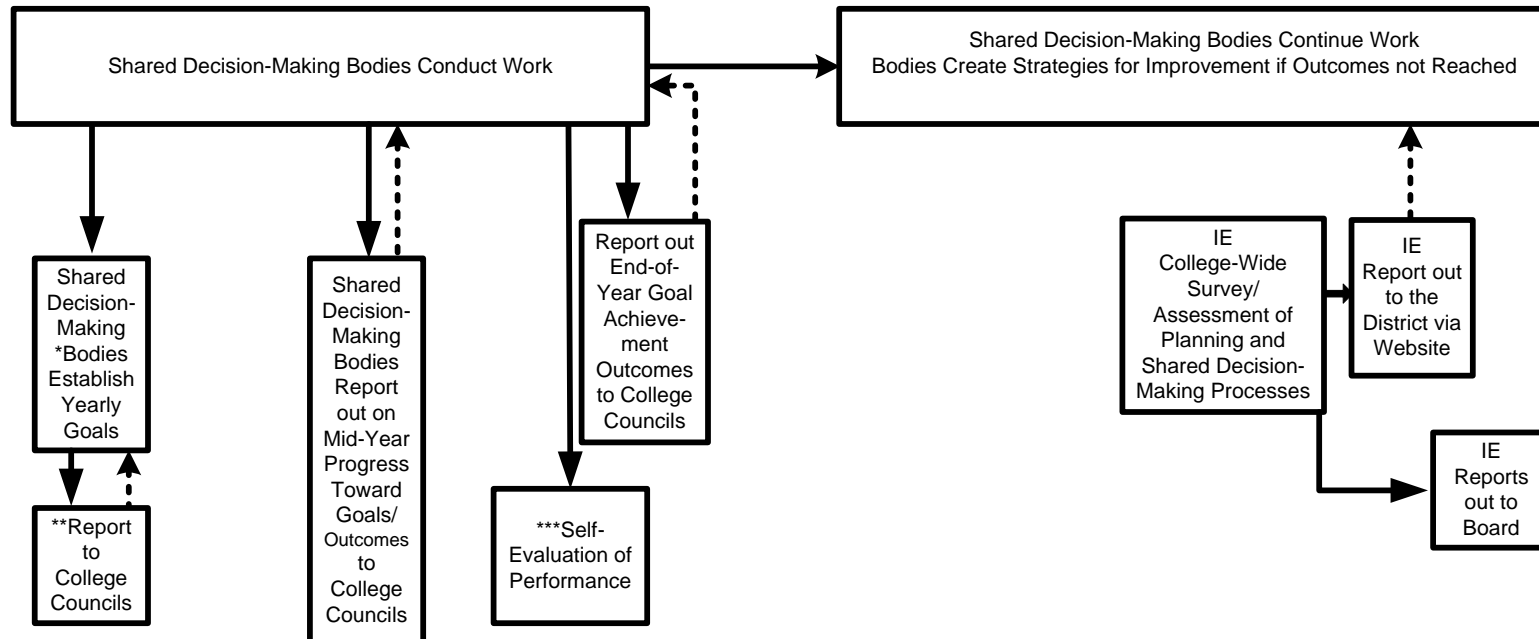 Shared Decision-Making Bodies Conduct Work
Shared Decision-Making Bodies Continue Work
Bodies Create Strategies for Improvement if Outcomes not Reached
Shared
Decision-
Making
*Bodies
Establish
Yearly
Goals
**Report
to
College
Councils
Shared
Decision-
Making
Bodies
Report
out on
Mid-Year
Progress
Toward
Goals/
Outcomes
to
College
Councils
***Self-
Evaluation of
Performance
Report out
End-of-
Year Goal
Achieve-
ment
Outcomes
to College
Councils
IE
College-Wide
Survey/
Assessment of
Planning and
Shared Decision-
Making Processes
IE
Report out
to the
District via
Website
IE
Reports
out to
Board